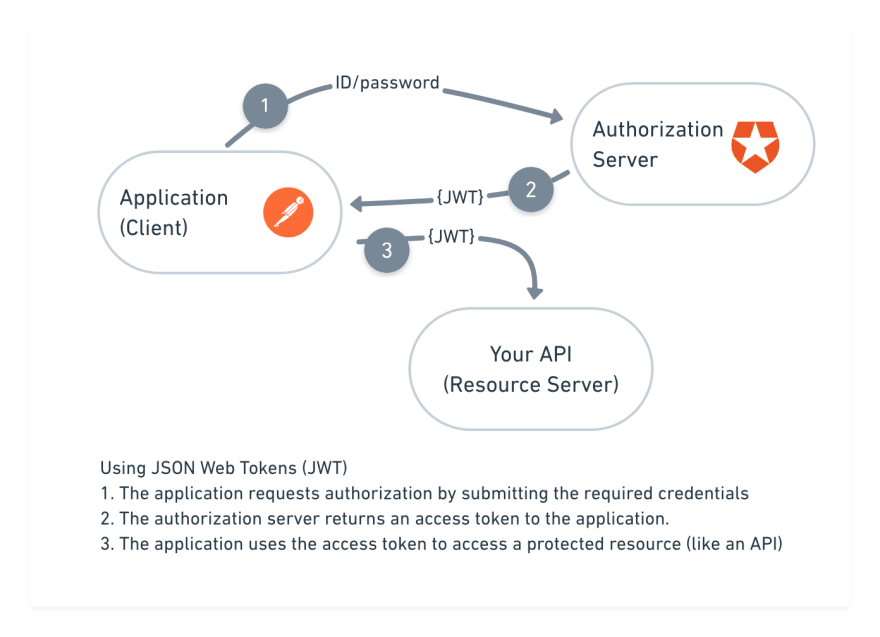 1
ID/password
Authorization
Server
Application
(Client)
{JWT}
2
3
{JWT}
Your API
(Resource Server)
Using JSON Web Tokens (JWT)
1. The application requests authorization by submitting the required credentials
2. The authorization server returns an access token to the application.
3. The application uses the access token to access a protected resource (like an API)